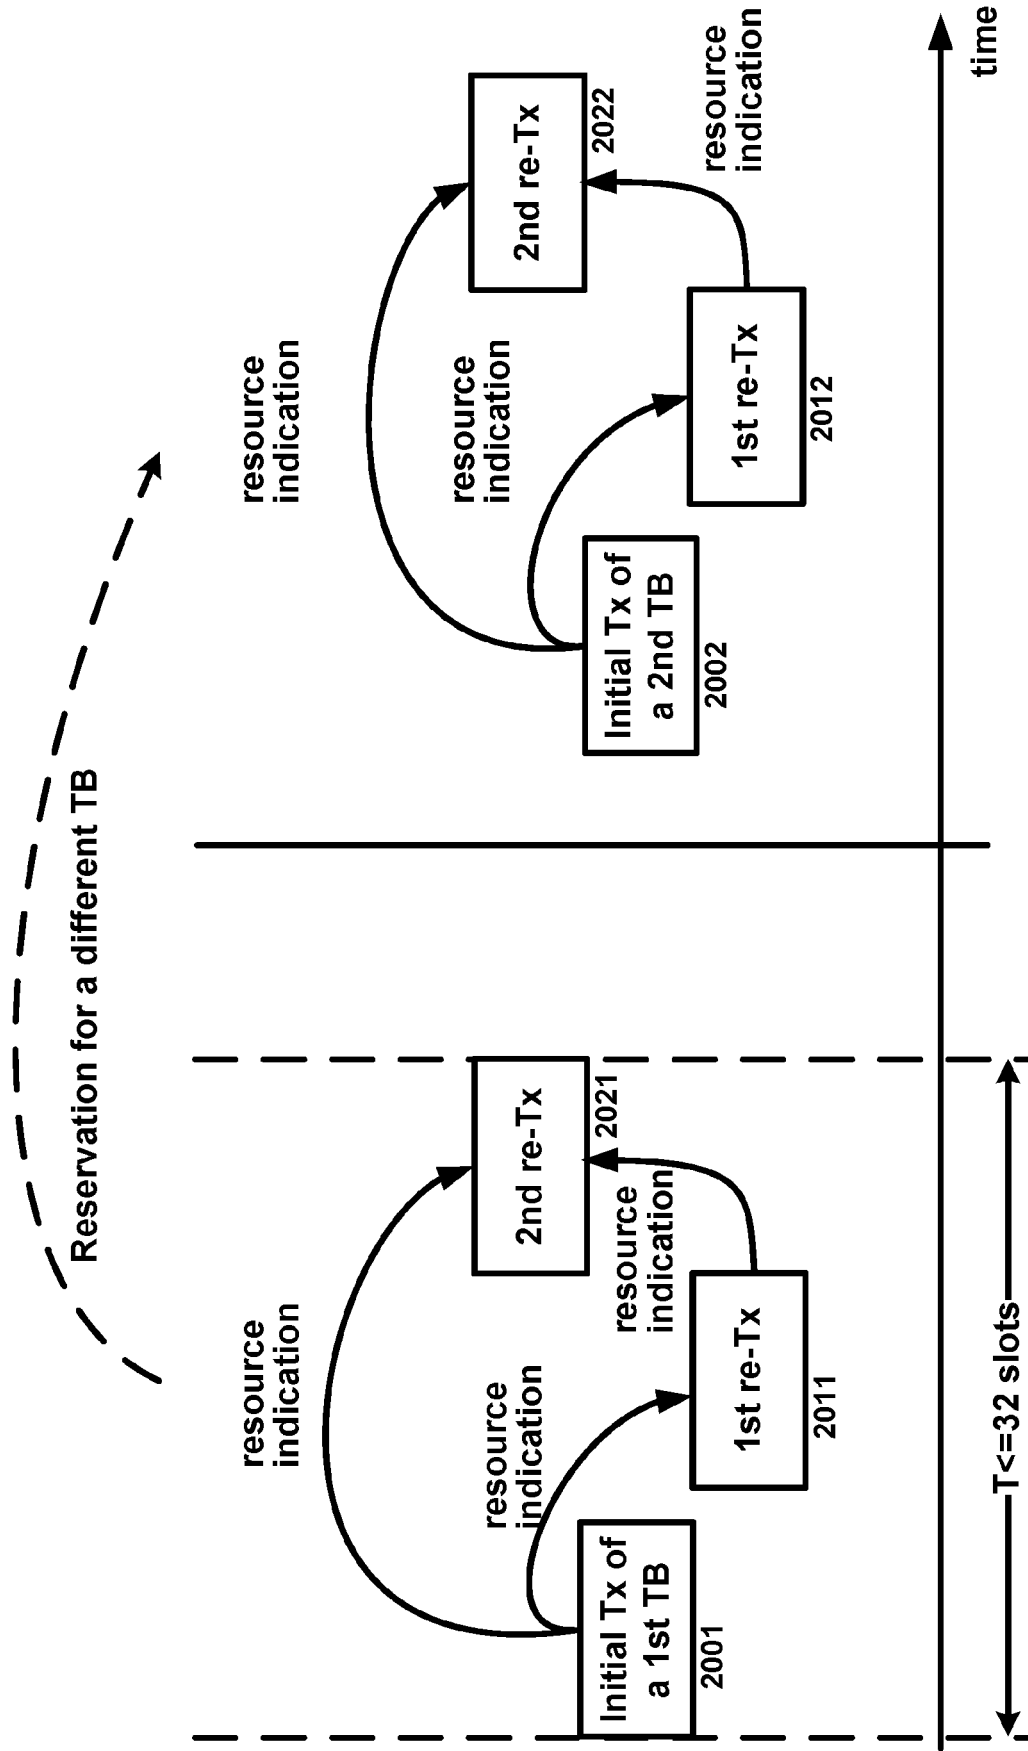 Reservation for a different TB
resource
indication
resource
indication
Initial Tx of
a 1st TB
2001
1st re-Tx
2011
resource
indication
2nd re-Tx
2021
resource
indication
resource
indication
Initial Tx of
a 2nd TB
2002
1st re-Tx
2012
2nd re-Tx
2022
resource
indication
T<=32 slots
time